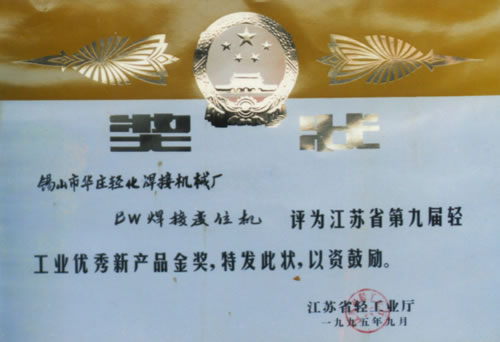 奖状
锡山市华庄轻化焊接机械厂
BW焊接变位机 评为江苏省第九届轻
工业优秀新产品金奖，特发此状，以资鼓励。
江苏省轻工业厅
一九九五年九月